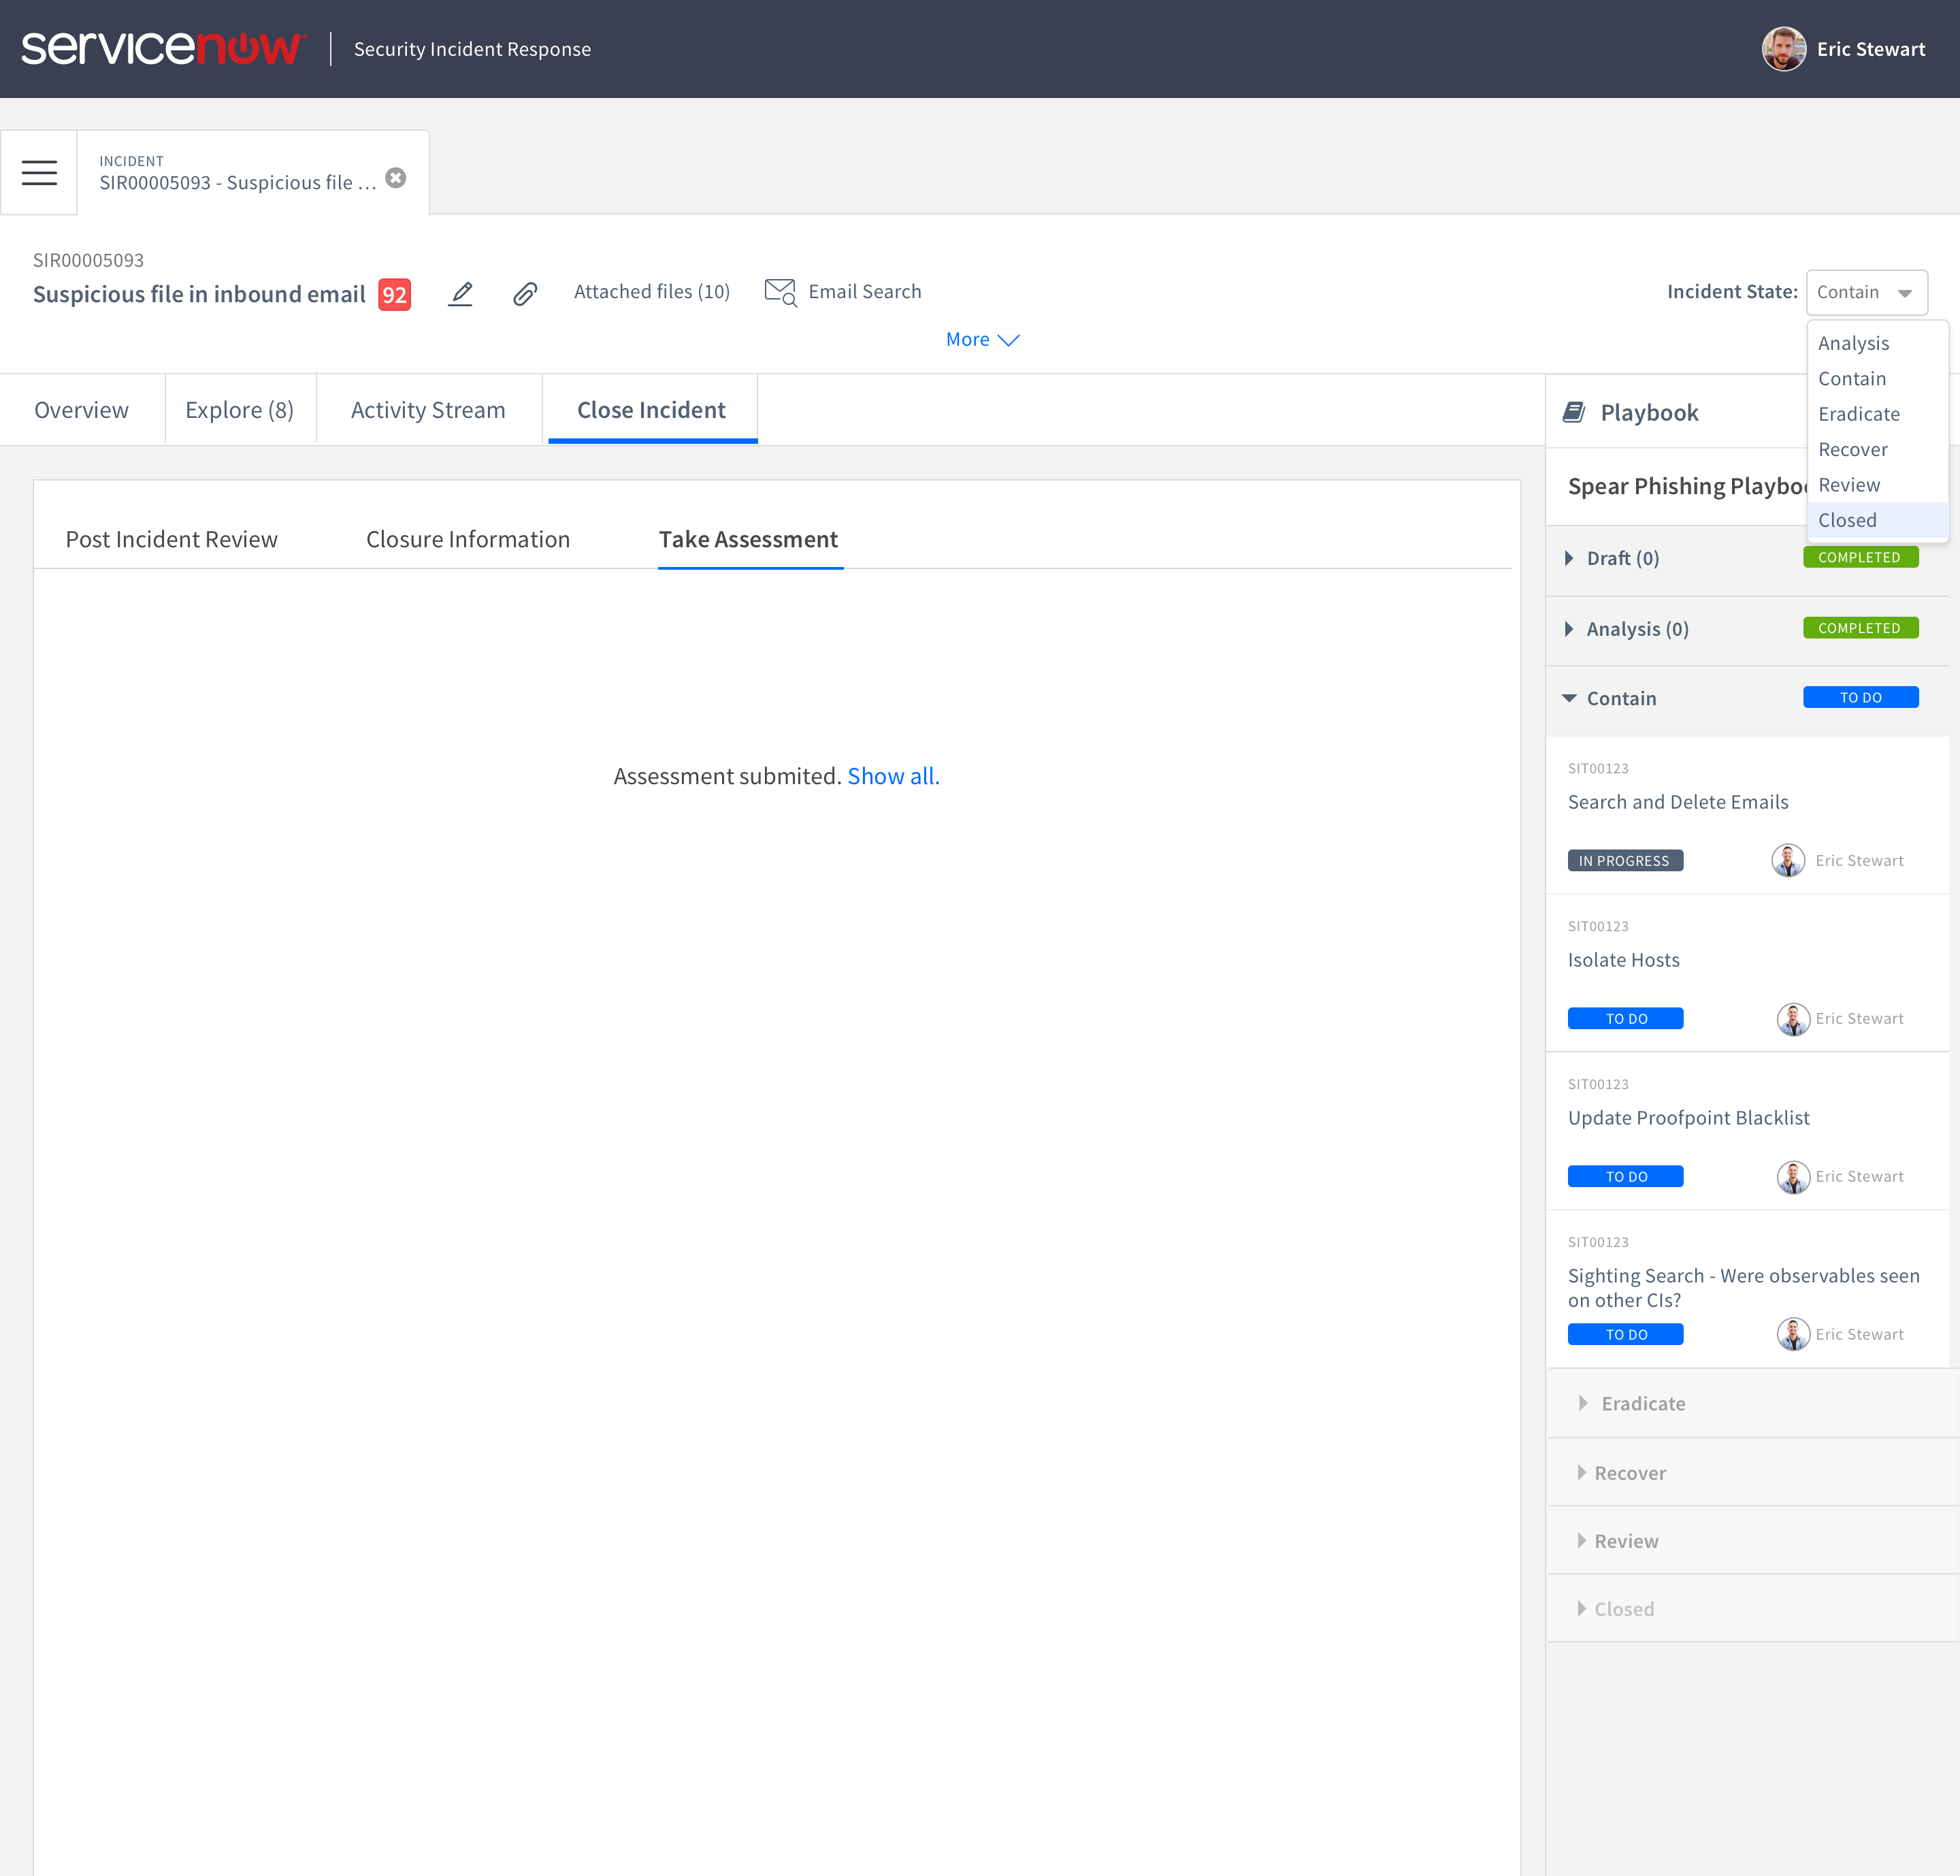 servicenow
Security Incident Response
Eric Stewart
INCIDENT
SIR00005093 - Suspicious file ...
SIR00005093
Suspicious file in inbound email 92
Attached files (10)
Email Search
Incident State:
Contain
More
Analysis
Contain
Eradicate
Recover
Review
Closed
Overview
Explore (8)
Activity Stream
Close Incident
Playbook
Spear Phishing
Post Incident Review
Closure Information
Take Assessment
Assessment submited. Show all.
Draft (0)
COMPLETED
Analysis (0)
COMPLETED
Contain
TO DO
SIT00123
Search and Delete Emails
IN PROGRESS
Eric Stewart
SIT00123
Isolate Hosts
TO DO
Eric Stewart
SIT00123
Update Proofpoint Blacklist
TO DO
Eric Stewart
SIT00123
Sighting Search - Were observables seen
on other CIs?
TO DO
Eric Stewart
Eradicate
Recover
Review
Closed